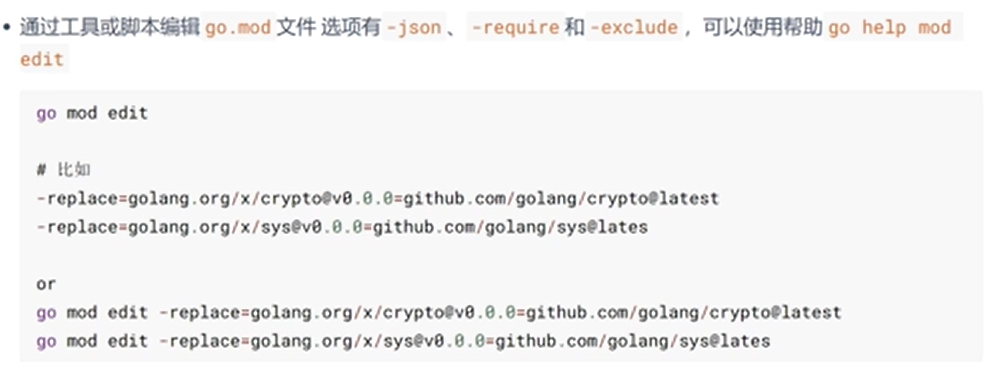 • 通过工具或脚本编辑 go.mod 文件 选项有 -json 、 -require 和 -exclude ，可以使用帮助 go help mod
edit
go mod edit
# 比如
-replace=golang.org/x/crypto@v0.0.0=github.com/golang/crypto@latest
-replace=golang.org/x/sys@v0.0.0=github.com/golang/sys@lates
or
go mod edit -replace=golang.org/x/crypto@v0.0.0=github.com/golang/crypto@latest
go mod edit -replace=golang.org/x/sys@v0.0.0=github.com/golang/sys@lates